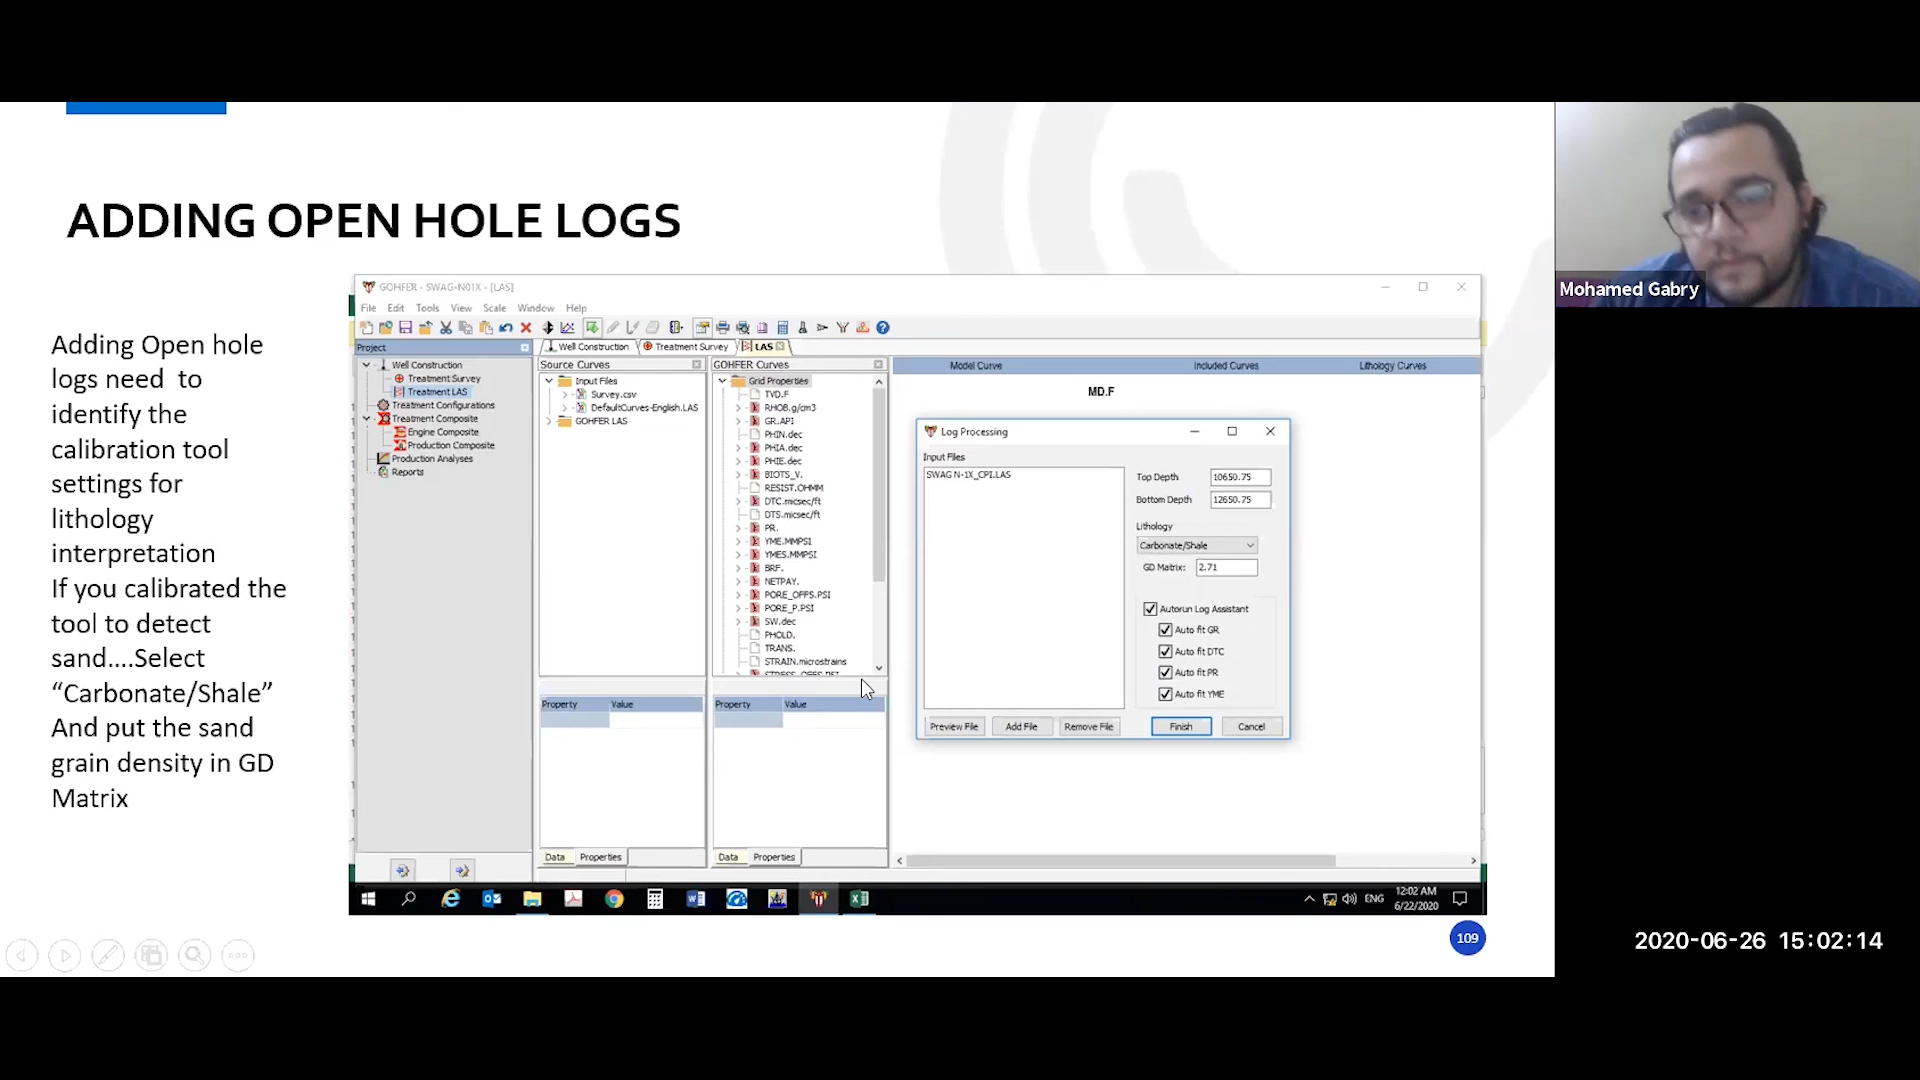 ADDING OPEN HOLE LOGS
Adding Open hole
logs need to
identify the
calibration tool
settings for
lithology
interpretation
If you calibrated the
tool to detect
sand....Select
“Carbonate/Shale”
And put the sand
grain density in GD
Matrix
GOHFER - SWAG-N01X - [LAS]
File Edit Tools View Scale Window Help
Project
Well Construction
Treatment Survey
Treatment LAS
Treatment Configurations
Treatment Composite
Engine Composite
Production Composite
Production Analyses
Reports
Well Construction Treatment Survey LAS
Source Curves
Input Files
Survey.csv
DefaultCurves-English.LAS
GOHFER LAS
Property Value
Data Properties
GOHFER Curves
Grid Properties
TVD.F
RHOB.g/cm3
GR.API
PHIN.dec
PHIA.dec
PHIE.dec
BIOTS_V.
RESIST.OHMM
DTC.micsec/ft
DTS.micsec/ft
PR.
YME.MMPSI
YMES.MMPSI
BRF.
NETPAY.
PORE_OFFS.PSI
PORE_P.PSI
SW.dec
PHOLD.
TRANS.
STRAIN.microstrains
STRESS_OFFS.PSI
Property Value
Data Properties
Model Curve Included Curves Lithology Curves
MD.F
Log Processing
Input Files
SWAG N-1X_CPI.LAS
Top Depth 10650.75
Bottom Depth 12650.75
Lithology
Carbonate/Shale
GD Matrix: 2.71
Autorun Log Assistant
Auto fit GR
Auto fit DTC
Auto fit PR
Auto fit YME
Preview File Add File Remove File Finish Cancel
ENG
12:02 AM
6/22/2020
109
Mohamed Gabry
2020-06-26 15:02:14